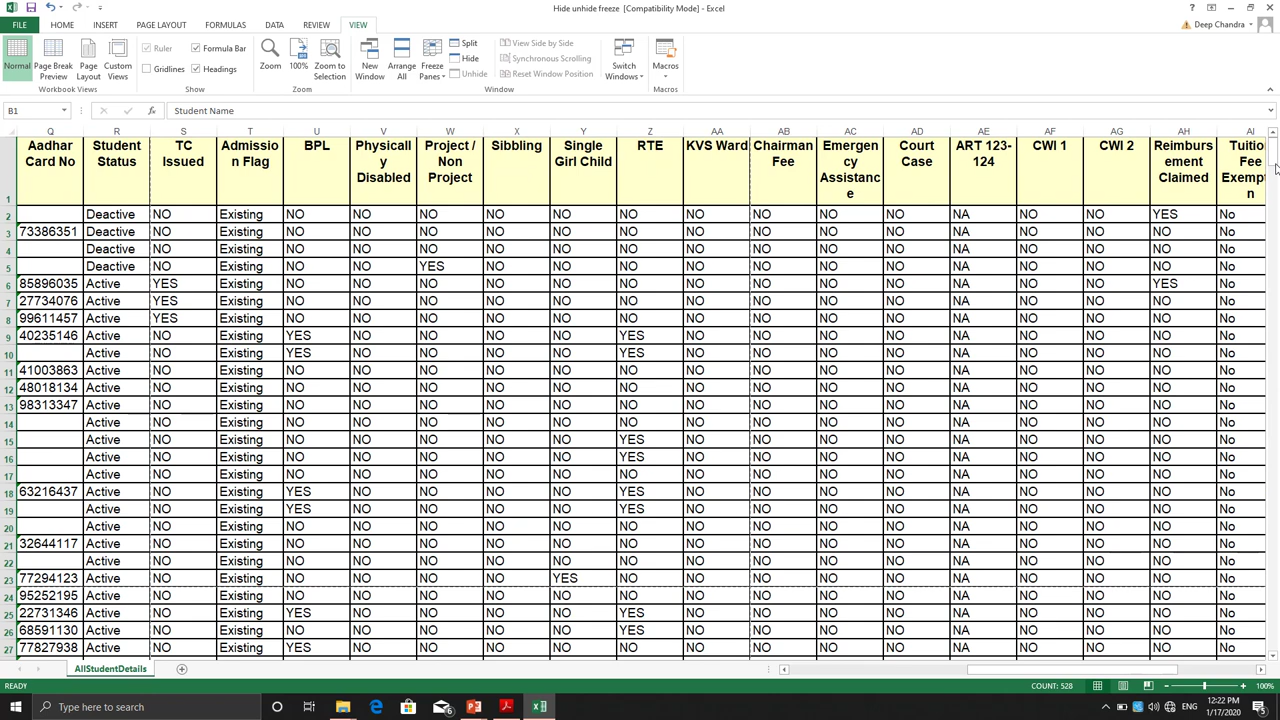 Hide unhide freeze [Compatibility Mode] - Excel
FILE HOME INSERT PAGE LAYOUT FORMULAS DATA REVIEW VIEW Deep Chandra
Normal Page Break Preview Page Layout Custom Views Ruler Formula Bar Gridlines Headings Zoom 100% Zoom to Selection New Window Arrange All Freeze Panes Split Hide Unhide View Side by Side Synchronous Scrolling Reset Window Position Switch Windows Macros
Workbook Views Show Zoom Window Macros
B1 fx Student Name
Q R S T U V W X Y Z AA AB AC AD AE AF AG AH AI
1 Aadhar Card No Student Status TC Issued Admissio n Flag BPL Physicall y Disabled Project / Non Project Sibbling Single Girl Child RTE KVS Ward Chairman Fee Emergen cy Assistanc e Court Case ART 123-124 CWI 1 CWI 2 Reimburs ement Claimed Tuition Fee Exempt n
2 Deactive NO Existing NO NO NO NO NO NO NO NO NO NO NA NO NO YES No
3 73386351 Deactive NO Existing NO NO NO NO NO NO NO NO NO NO NA NO NO NO No
4 Deactive NO Existing NO NO NO NO NO NO NO NO NO NO NA NO NO NO No
5 Deactive NO Existing NO NO YES NO NO NO NO NO NO NO NA NO NO NO No
6 85896035 Active YES Existing NO NO NO NO NO NO NO NO NO NO NA NO NO YES No
7 27734076 Active YES Existing NO NO NO NO NO NO NO NO NO NO NA NO NO NO No
8 99611457 Active YES Existing NO NO NO NO NO NO NO NO NO NO NA NO NO NO No
9 40235146 Active NO Existing YES NO NO NO NO YES NO NO NO NO NA NO NO NO No
10 Active NO Existing YES NO NO NO NO YES NO NO NO NO NA NO NO NO No
11 41003863 Active NO Existing NO NO NO NO NO NO NO NO NO NO NA NO NO NO No
12 48018134 Active NO Existing NO NO NO NO NO NO NO NO NO NO NA NO NO NO No
13 98313347 Active NO Existing NO NO NO NO NO NO NO NO NO NO NA NO NO NO No
14 Active NO Existing NO NO NO NO NO NO NO NO NO NO NA NO NO NO No
15 Active NO Existing NO NO NO NO NO YES NO NO NO NO NA NO NO NO No
16 Active NO Existing NO NO NO NO NO YES NO NO NO NO NA NO NO NO No
17 Active NO Existing NO NO NO NO NO NO NO NO NO NO NA NO NO NO No
18 63216437 Active NO Existing YES NO NO NO NO YES NO NO NO NO NA NO NO NO No
19 Active NO Existing YES NO NO NO NO YES NO NO NO NO NA NO NO NO No
20 Active NO Existing NO NO NO NO NO NO NO NO NO NO NA NO NO NO No
21 32644117 Active NO Existing NO NO NO NO NO NO NO NO NO NO NA NO NO NO No
22 Active NO Existing NO NO NO NO NO NO NO NO NO NO NA NO NO NO No
23 77294123 Active NO Existing NO NO NO NO YES NO NO NO NO NO NA NO NO NO No
24 95252195 Active NO Existing NO NO NO NO NO NO NO NO NO NO NA NO NO NO No
25 22731346 Active NO Existing YES NO NO NO NO YES NO NO NO NO NA NO NO NO No
26 68591130 Active NO Existing NO NO NO NO NO YES NO NO NO NO NA NO NO NO No
27 77827938 Active NO Existing YES NO NO NO NO NO NO NO NO NO NA NO NO NO No
AllStudentDetails
READY COUNT: 528 100%
Type here to search ENG 12:22 PM
1/17/2020